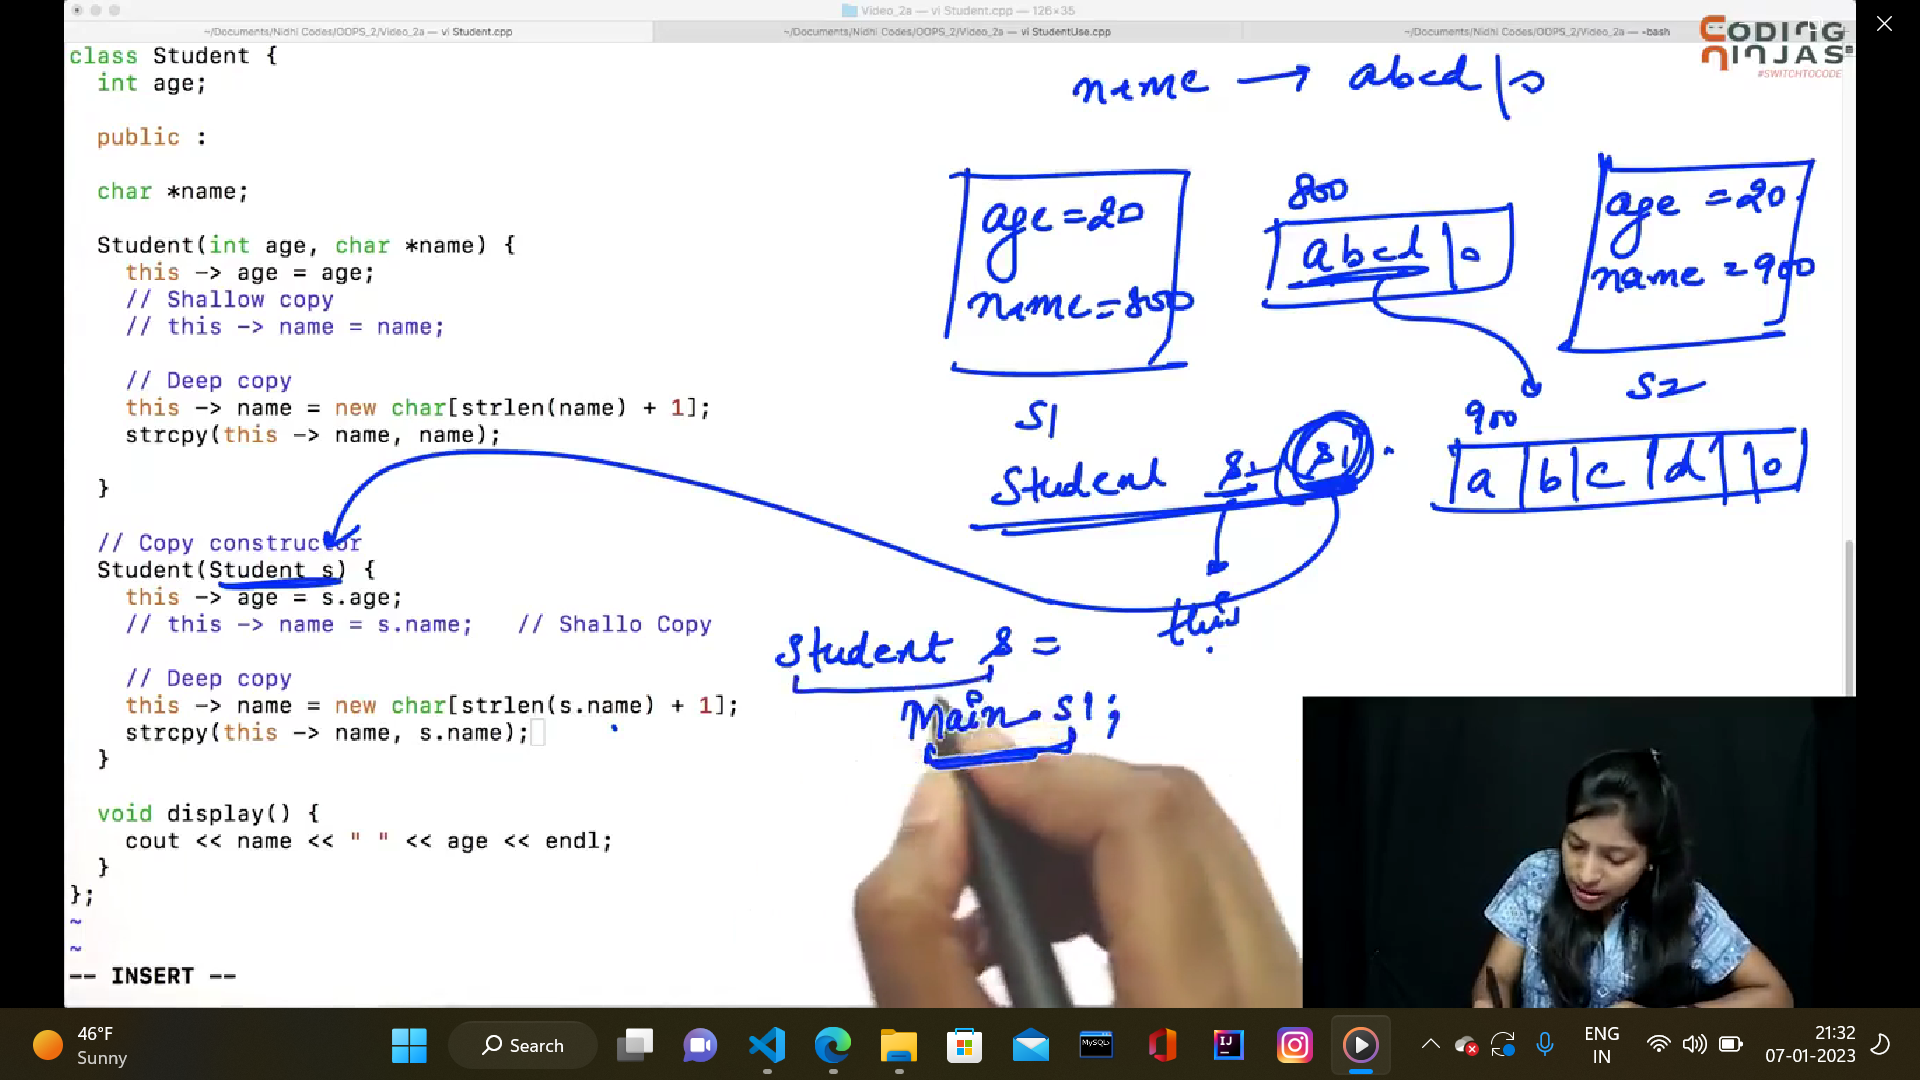 Video_2a — vi Student.cpp — 126×35
~/Documents/Nidhi Codes/OOPS_2/Video_2a — vi Student.cpp
~/Documents/Nidhi Codes/OOPS_2/Video_2a — vi StudentUse.cpp
~/Documents/Nidhi Codes/OOPS_2/Video_2a — -bash
CODING
NINJAS
#SWITCHTOCODE
class Student {
int age;
public :
char *name;
Student(int age, char *name) {
this -> age = age;
// Shallow copy
// this -> name = name;
// Deep copy
this -> name = new char[strlen(name) + 1];
strcpy(this -> name, name);
}
// Copy constructor
Student(Student s) {
this -> age = s.age;
// this -> name = s.name; // Shallo Copy
// Deep copy
this -> name = new char[strlen(s.name) + 1];
strcpy(this -> name, s.name);
}
void display() {
cout << name << " " << age << endl;
}
};
~
~
-- INSERT --
name → abcd\0
age = 20
name = 800
S1
800
abcd \0
age = 20
name = 900
S2
900
a b c d \0
Student
S1
this
Student s =
Main. s1;
46°F
Sunny
Search
MySQL
IJ
ENG
IN
21:32
07-01-2023